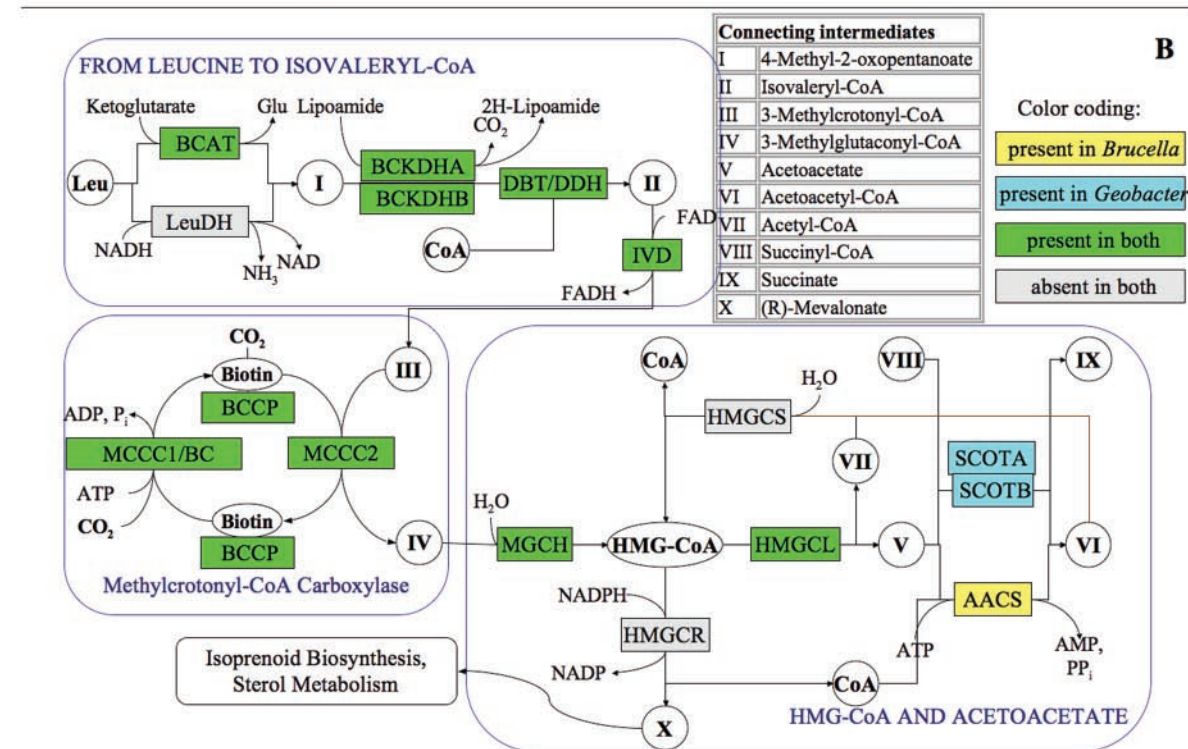 B
FROM LEUCINE TO ISOVALERYL-CoA
Ketoglutarate
Glu
Lipoamide
2H-Lipoamide
CO2
BCAT
BCKDHA
BCKDHB
DBT/DDH
Leu
I
II
LeuDH
NADH
NH3
NAD
CoA
FAD
IVD
FADH
Connecting intermediates
I 4-Methyl-2-oxopentanoate
II Isovaleryl-CoA
III 3-Methylcrotonyl-CoA
IV 3-Methylglutaconyl-CoA
V Acetoacetate
VI Acetoacetyl-CoA
VII Acetyl-CoA
VIII Succinyl-CoA
IX Succinate
X (R)-Mevalonate
Color coding:
present in Brucella
present in Geobacter
present in both
absent in both
CO2
Biotin
BCCP
III
ADP, Pi
MCCC1/BC
MCCC2
ATP
CO2
Biotin
BCCP
IV
Methylcrotonyl-CoA Carboxylase
CoA
VIII
IX
H2O
HMGCS
VII
SCOTA
SCOTB
H2O
MGCH
HMG-CoA
HMGCL
V
VI
NADPH
HMGCR
NADP
AACS
ATP
AMP,
PPi
CoA
X
HMG-CoA AND ACETOACETATE
Isoprenoid Biosynthesis,
Sterol Metabolism